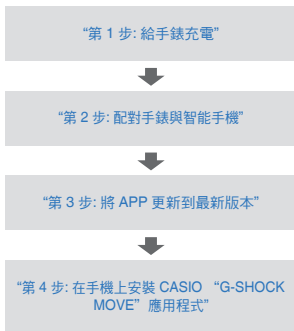 “第 1 步: 給手錶充電”
“第 2 步: 配對手錶與智能手機”
“第 3 步: 將 APP 更新到最新版本”
“第 4 步: 在手機上安裝 CASIO “G-SHOCK
MOVE” 應用程式”